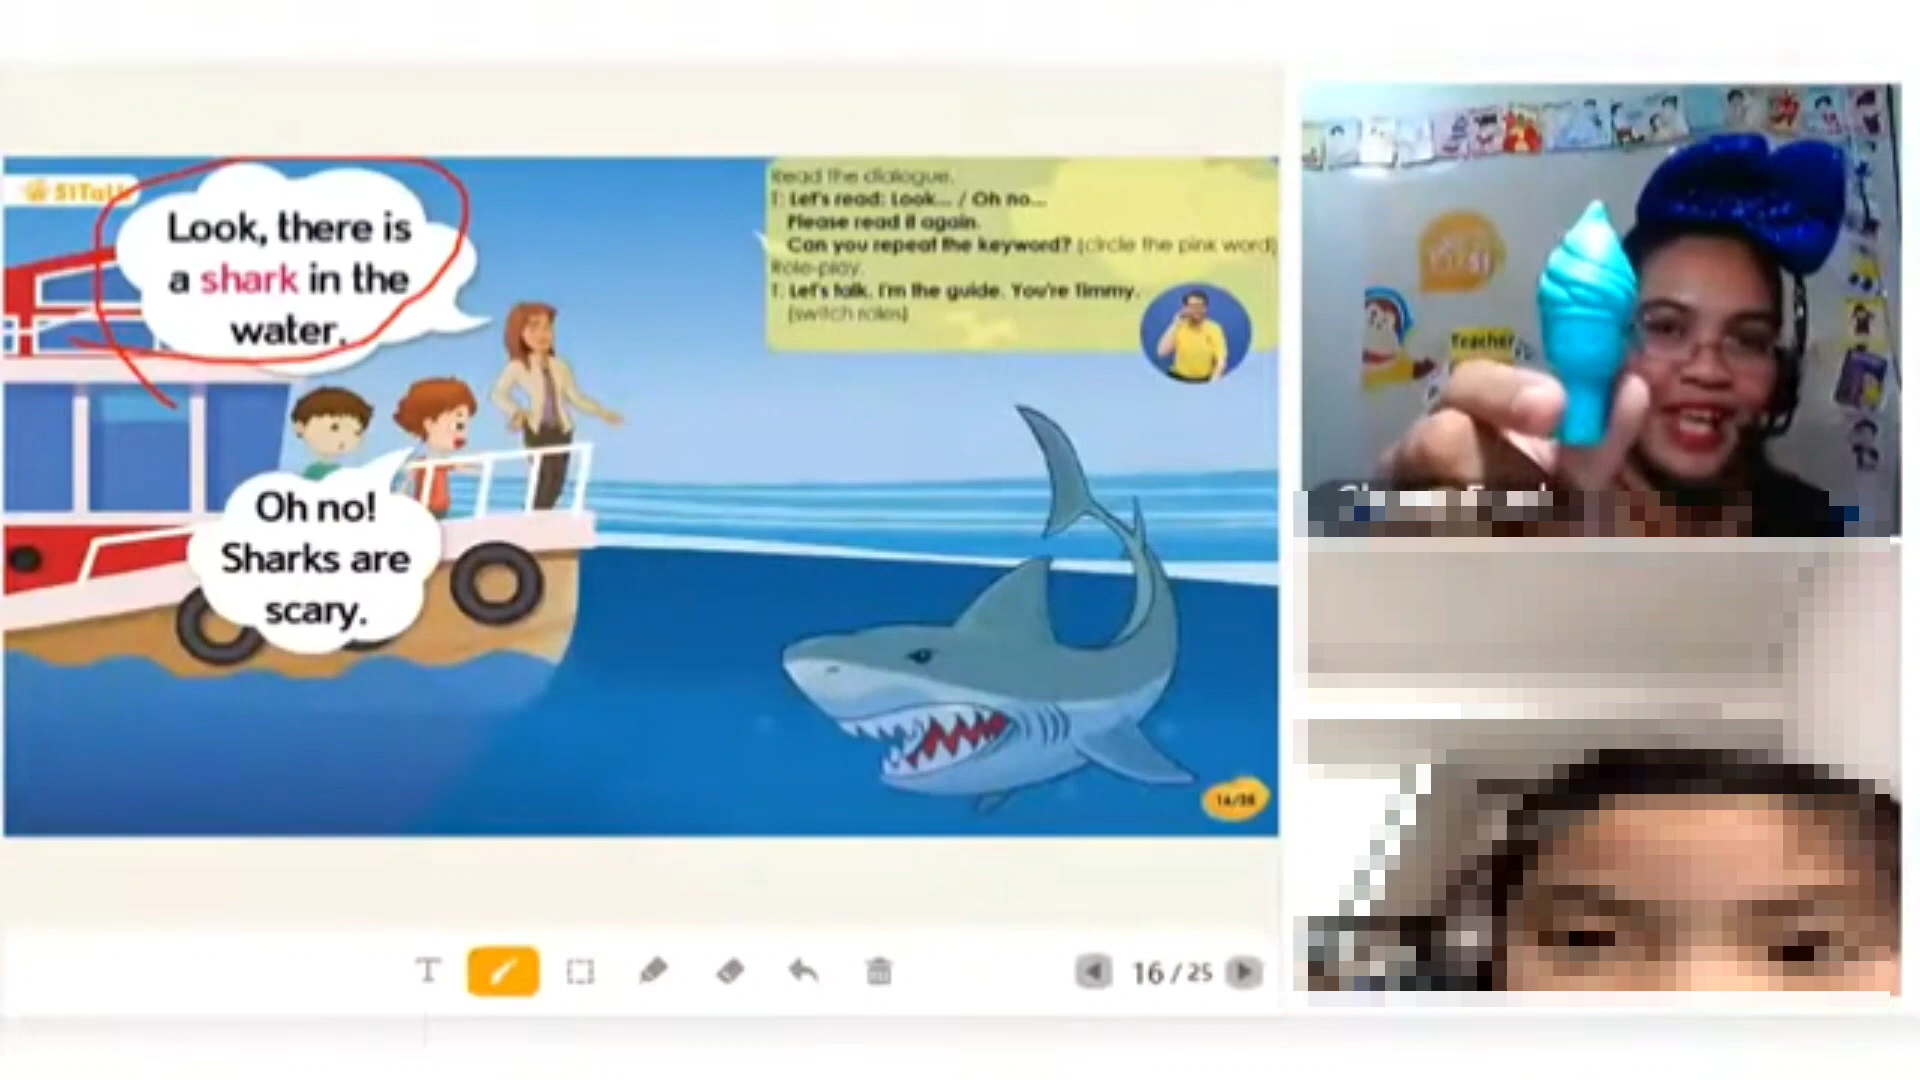 51Talk
Look, there is
a shark in the
water.
Oh no!
Sharks are
scary.
Read the dialogue.
T: Let's read: Look... / Oh no...
Please read it again.
Can you repeat the keyword? (circle the pink word)
Role-play.
T: Let's talk. I'm the guide. You're Timmy.
(switch roles)
Teacher
T
16 / 25